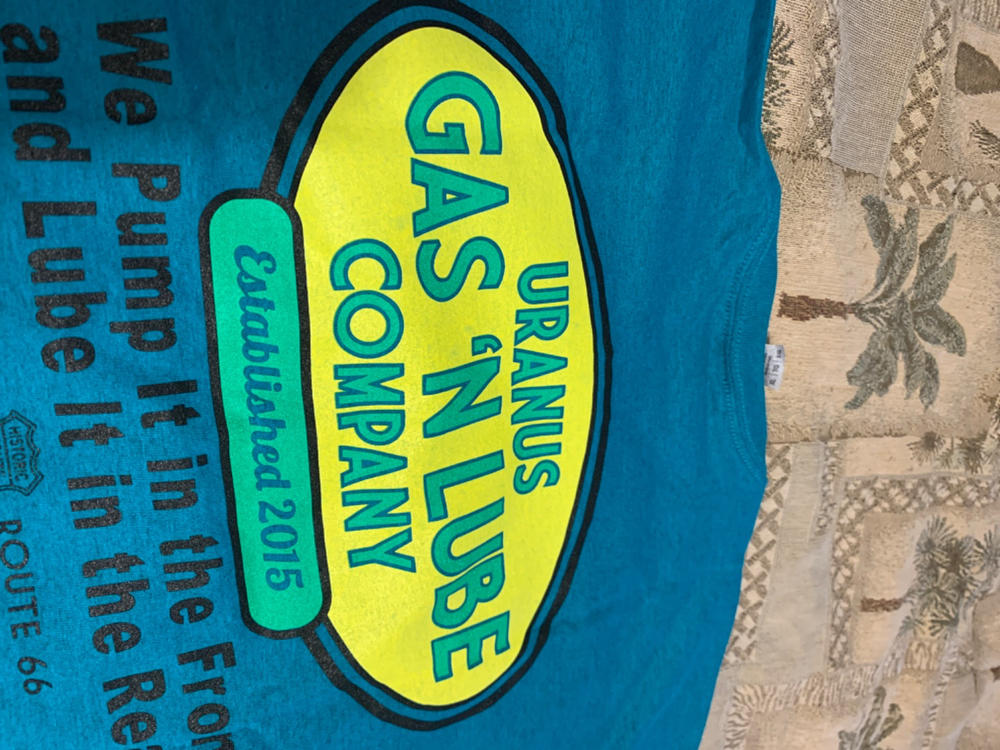 URANUS
GAS 'N LUBE
COMPANY
Established 2015
We Pump It in the Fron
and Lube It in the Re
HISTORIC
ROUTE 66